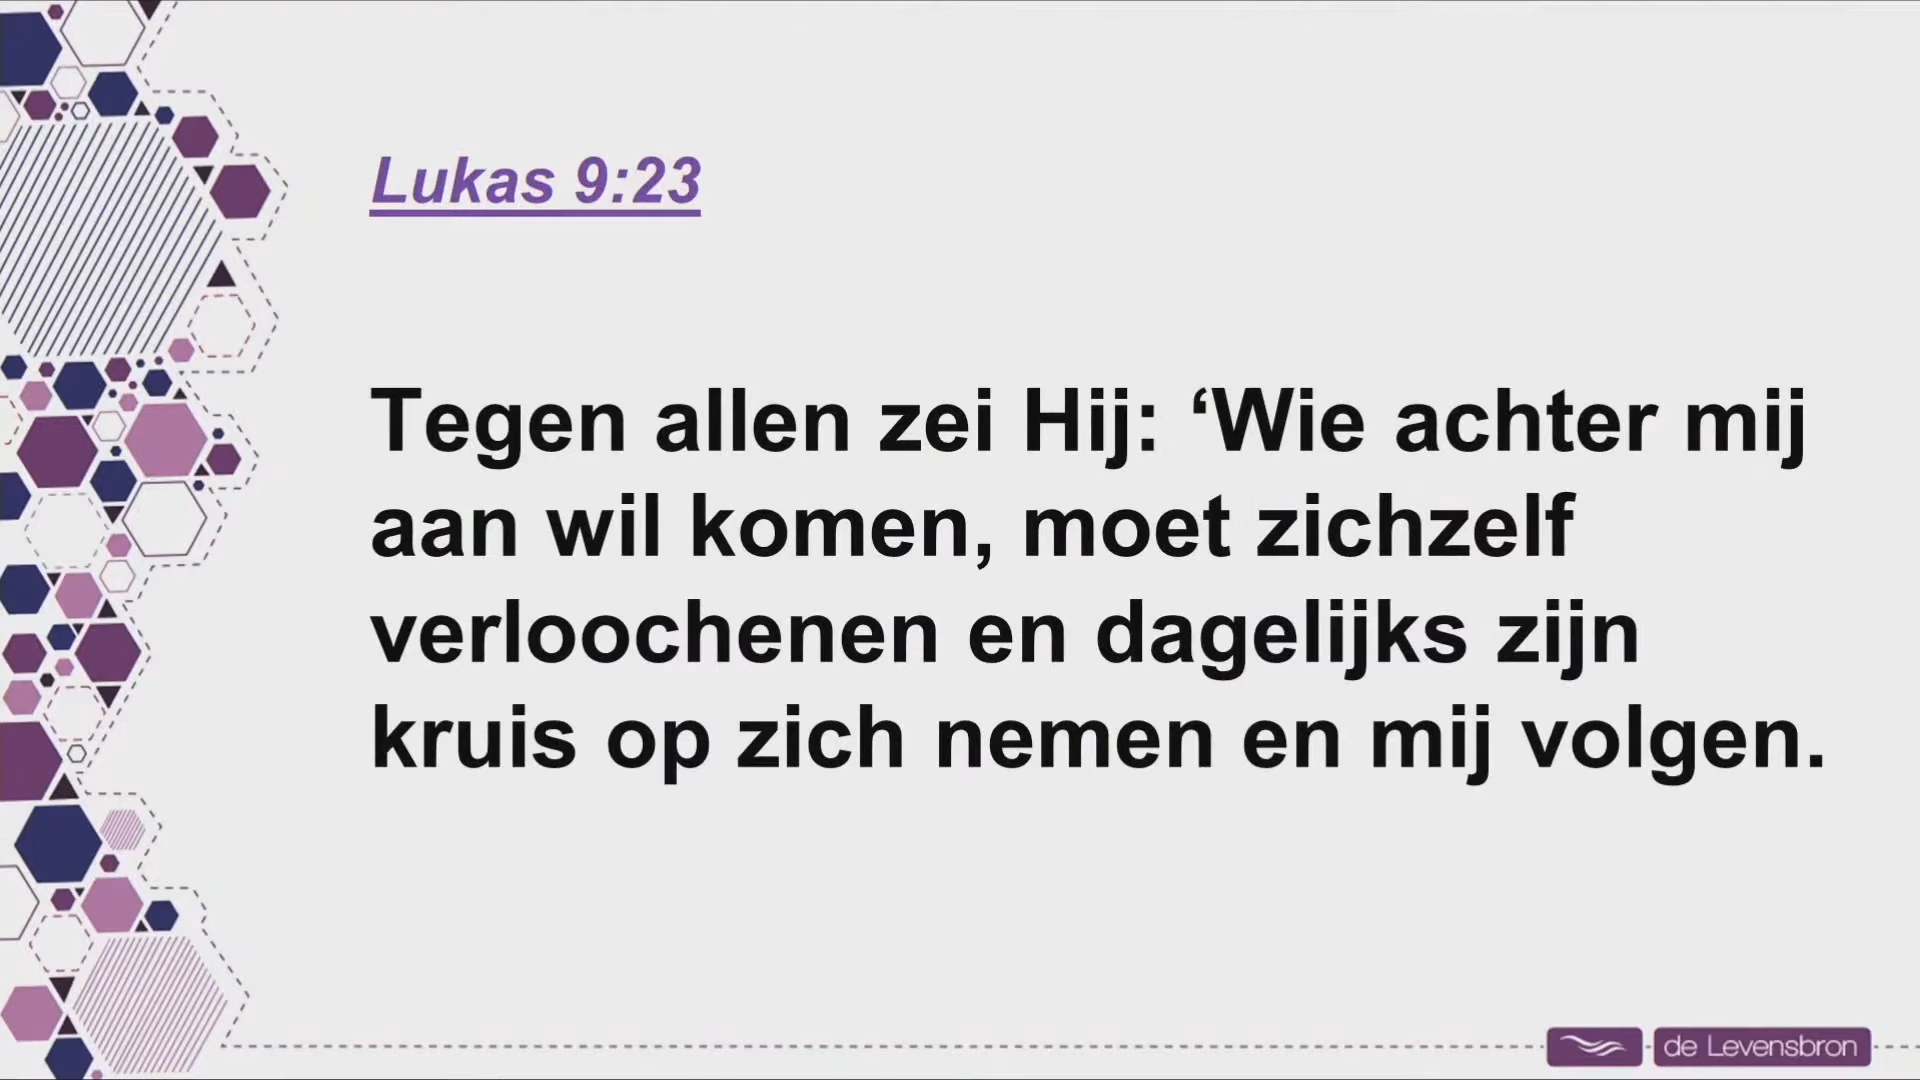 Lukas 9:23
Tegen allen zei Hij: ‘Wie achter mij
aan wil komen, moet zichzelf
verloochenen en dagelijks zijn
kruis op zich nemen en mij volgen.
de Levensbron